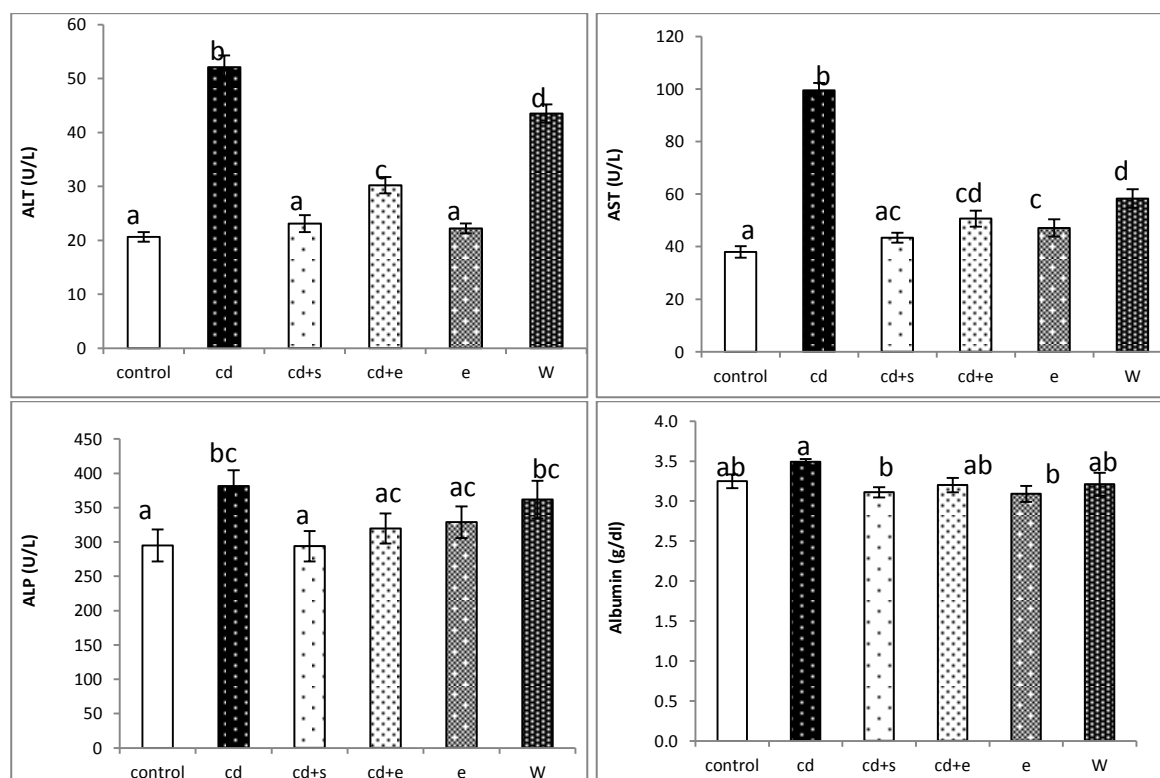 ALT (U/L)
60
50
40
30
20
10
0
a
b
a
c
a
d
control
cd
cd+s
cd+e
e
W
AST (U/L)
120
100
80
60
40
20
0
a
b
ac
cd
c
d
control
cd
cd+s
cd+e
e
W
ALP (U/L)
450
400
350
300
250
200
150
100
50
0
a
bc
a
ac
ac
bc
control
cd
cd+s
cd+e
e
W
Albumin (g/dl)
4.0
3.5
3.0
2.5
2.0
1.5
1.0
0.5
0.0
ab
a
b
ab
b
ab
control
cd
cd+s
cd+e
e
W